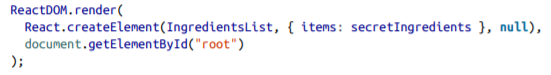 ReactDOM.render(
  React.createElement(IngredientsList, { items: secretIngredients }, null),
  document.getElementById("root")
);